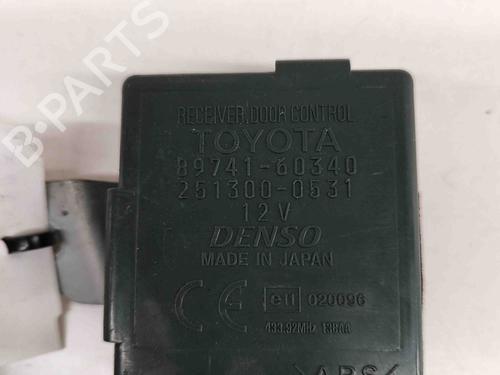 RECEIVER,DOOR CONTROL
TOYOTA
89741-60340
251300-0531
12V
DENSO
MADE IN JAPAN
CE e11 020096
433.92MHz
>ABS<
B-PARTS